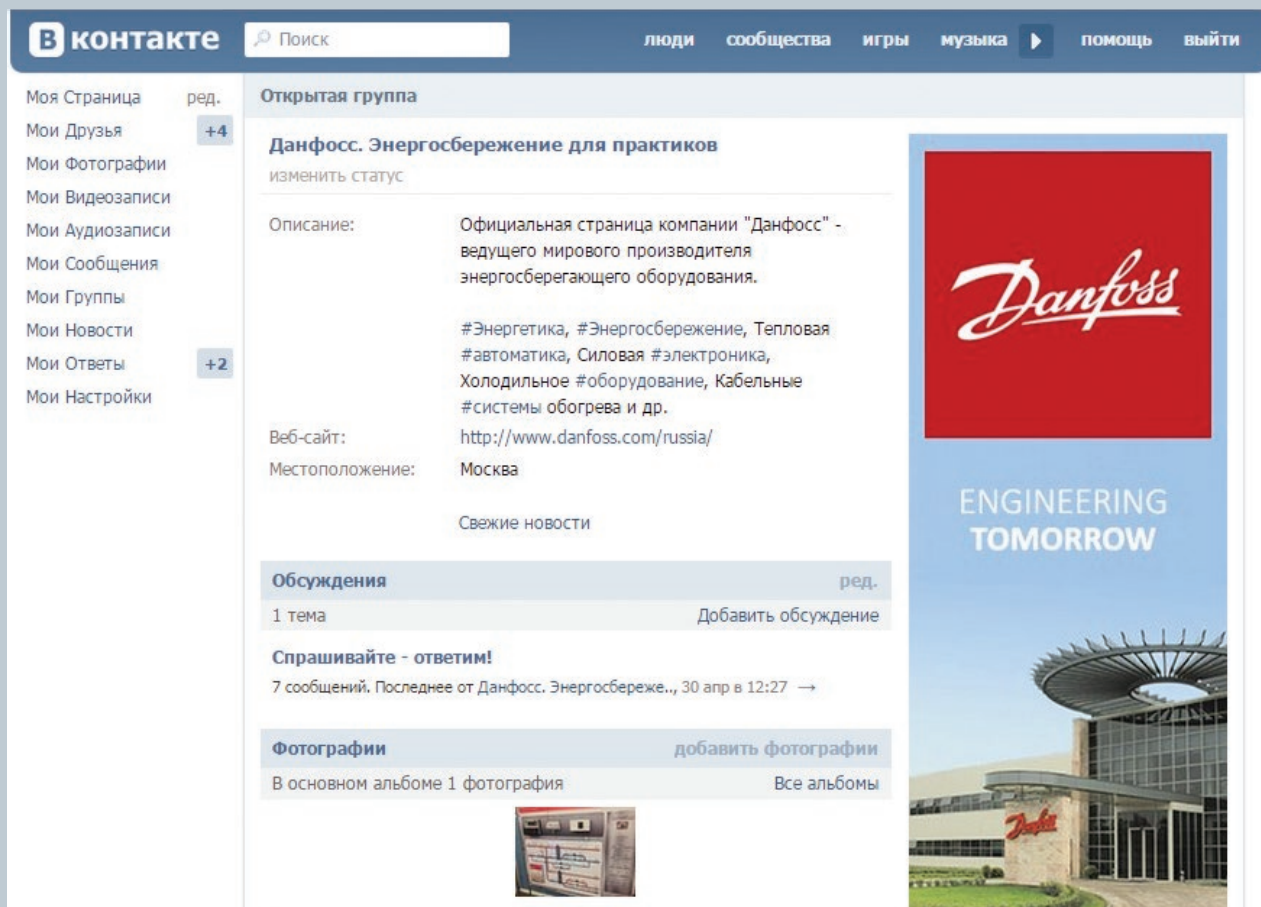 В контакте
Поиск
люди сообщества игры музыка помощь выйти
Моя Страница ред.
Мои Друзья +4
Мои Фотографии
Мои Видеозаписи
Мои Аудиозаписи
Мои Сообщения
Мои Группы
Мои Новости
Мои Ответы +2
Мои Настройки
Открытая группа
Данфосс. Энергосбережение для практиков
изменить статус
Описание: Официальная страница компании "Данфосс" -
ведущего мирового производителя
энергосберегающего оборудования.
#Энергетика, #Энергосбережение, Тепловая
#автоматика, Силовая #электроника,
Холодильное #оборудование, Кабельные
#системы обогрева и др.
Веб-сайт: http://www.danfoss.com/russia/
Местоположение: Москва
Свежие новости
Обсуждения ред.
1 тема Добавить обсуждение
Спрашивайте - ответим!
7 сообщений. Последнее от Данфосс. Энергосбереже.., 30 апр в 12:27 →
Фотографии добавить фотографии
В основном альбоме 1 фотография Все альбомы
Danfoss
ENGINEERING
TOMORROW
Danfoss